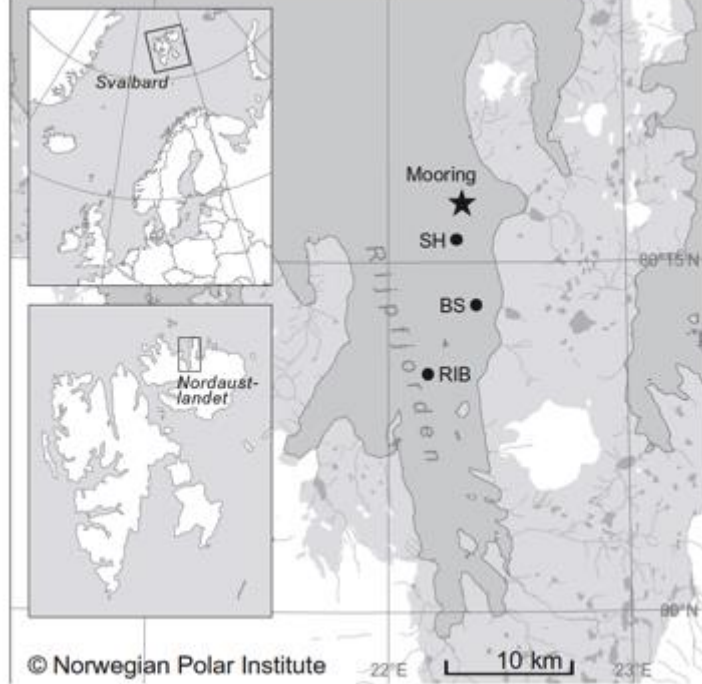 Svalbard
Mooring
SH
80°15'N
BS
RIB
Rijpfjorden
Nordaust-
landet
80°N
22°E
23°E
10 km
© Norwegian Polar Institute